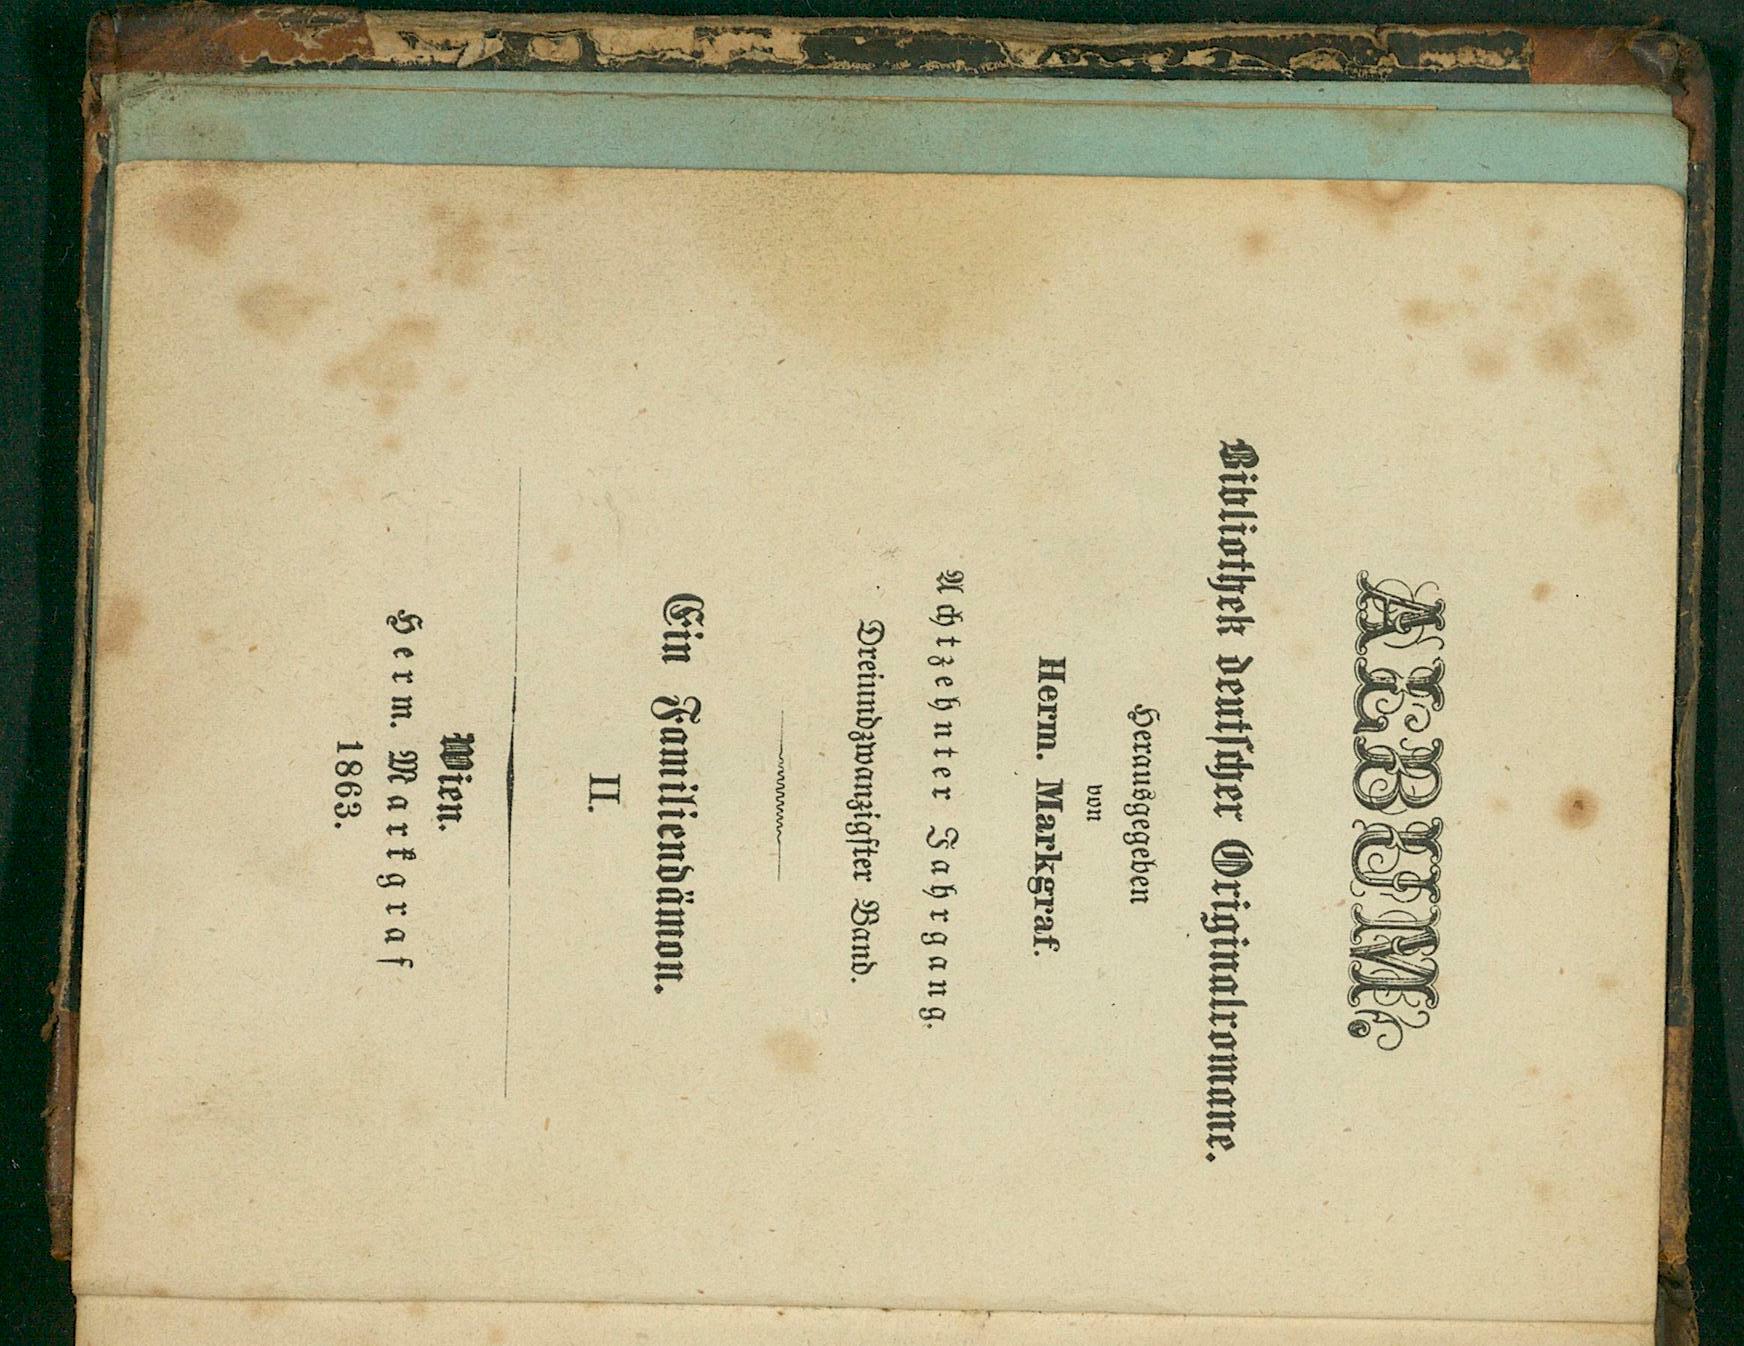 ALBUM.
Bibliothek deutscher Originalromane.
Herausgegeben
von
Herm. Markgraf.
Achtzehnter Jahrgang.
Dreiundzwanzigster Band.
Ein Familiendämon.
II.
Wien.
Herm. Markgraf
1863.